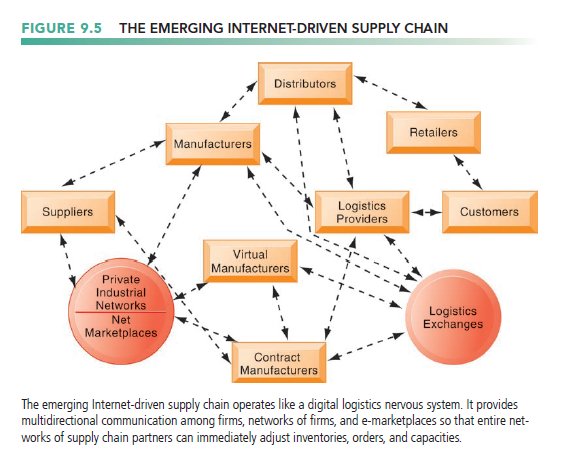 FIGURE 9.5 THE EMERGING INTERNET-DRIVEN SUPPLY CHAIN
Distributors
Retailers
Manufacturers
Suppliers
Logistics
Providers
Customers
Virtual
Manufacturers
Private
Industrial
Networks
Net
Marketplaces
Logistics
Exchanges
Contract
Manufacturers
The emerging Internet-driven supply chain operates like a digital logistics nervous system. It provides
multidirectional communication among firms, networks of firms, and e-marketplaces so that entire net-
works of supply chain partners can immediately adjust inventories, orders, and capacities.